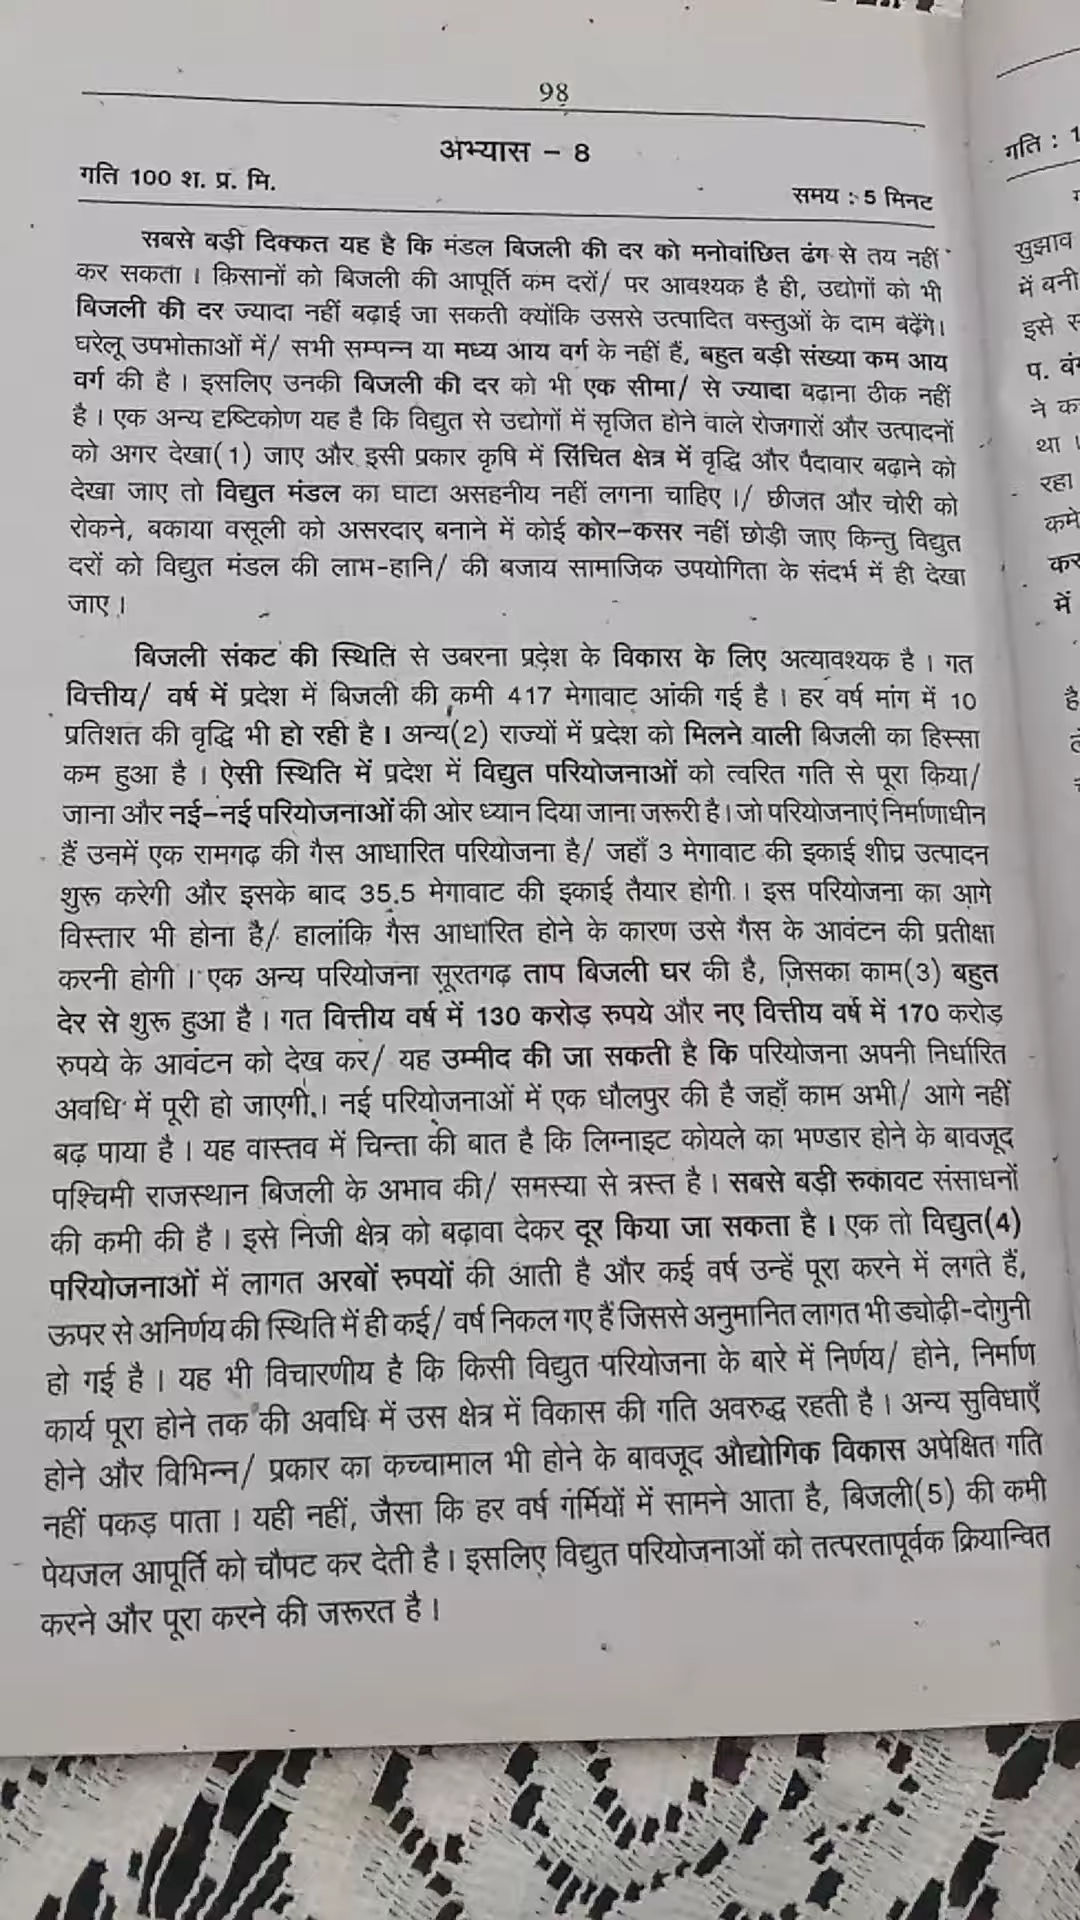 98
अभ्यास - 8
गति 100 श. प्र. मि.
समय : 5 मिनट
सबसे बड़ी दिक्कत यह है कि मंडल बिजली की दर को मनोवांछित ढंग से तय नहीं
कर सकता । किसानों को बिजली की आपूर्ति कम दरों/ पर आवश्यक है ही, उद्योगों को भी
बिजली की दर ज्यादा नहीं बढ़ाई जा सकती क्योंकि उससे उत्पादित वस्तुओं के दाम बढ़ेंगे।
घरेलू उपभोक्ताओं में/ सभी सम्पन्न या मध्य आय वर्ग के नहीं हैं, बहुत बड़ी संख्या कम आय
वर्ग की है । इसलिए उनकी बिजली की दर को भी एक सीमा/ से ज्यादा बढ़ाना ठीक नहीं
है । एक अन्य दृष्टिकोण यह है कि विद्युत से उद्योगों में सृजित होने वाले रोजगारों और उत्पादनों
को अगर देखा(1) जाए और इसी प्रकार कृषि में सिंचित क्षेत्र में वृद्धि और पैदावार बढ़ाने को
देखा जाए तो विद्युत मंडल का घाटा असहनीय नहीं लगना चाहिए ।/ छीजत और चोरी को
रोकने, बकाया वसूली को असरदार बनाने में कोई कोर-कसर नहीं छोड़ी जाए किन्तु विद्युत
दरों को विद्युत मंडल की लाभ-हानि/ की बजाय सामाजिक उपयोगिता के संदर्भ में ही देखा
जाए ।
बिजली संकट की स्थिति से उबरना प्रदेश के विकास के लिए अत्यावश्यक है । गत
वित्तीय/ वर्ष में प्रदेश में बिजली की कमी 417 मेगावाट आंकी गई है । हर वर्ष मांग में 10
प्रतिशत की वृद्धि भी हो रही है । अन्य(2) राज्यों में प्रदेश को मिलने वाली बिजली का हिस्सा
कम हुआ है । ऐसी स्थिति में प्रदेश में विद्युत परियोजनाओं को त्वरित गति से पूरा किया/
जाना और नई-नई परियोजनाओं की ओर ध्यान दिया जाना जरूरी है । जो परियोजनाएं निर्माणाधीन
हैं उनमें एक रामगढ़ की गैस आधारित परियोजना है/ जहाँ 3 मेगावाट की इकाई शीघ्र उत्पादन
शुरू करेगी और इसके बाद 35.5 मेगावाट की इकाई तैयार होगी । इस परियोजना का आगे
विस्तार भी होना है/ हालांकि गैस आधारित होने के कारण उसे गैस के आवंटन की प्रतीक्षा
करनी होगी । एक अन्य परियोजना सूरतगढ़ ताप बिजली घर की है, जिसका काम(3) बहुत
देर से शुरू हुआ है । गत वित्तीय वर्ष में 130 करोड़ रुपये और नए वित्तीय वर्ष में 170 करोड़
रुपये के आवंटन को देख कर/ यह उम्मीद की जा सकती है कि परियोजना अपनी निर्धारित
अवधि में पूरी हो जाएगी । नई परियोजनाओं में एक धौलपुर की है जहाँ काम अभी/ आगे नहीं
बढ़ पाया है । यह वास्तव में चिन्ता की बात है कि लिग्नाइट कोयले का भण्डार होने के बावजूद
पश्चिमी राजस्थान बिजली के अभाव की/ समस्या से त्रस्त है । सबसे बड़ी रुकावट संसाधनों
की कमी की है । इसे निजी क्षेत्र को बढ़ावा देकर दूर किया जा सकता है । एक तो विद्युत(4)
परियोजनाओं में लागत अरबों रुपयों की आती है और कई वर्ष उन्हें पूरा करने में लगते हैं,
ऊपर से अनिर्णय की स्थिति में ही कई/ वर्ष निकल गए हैं जिससे अनुमानित लागत भी ड्योढ़ी-दोगुनी
हो गई है । यह भी विचारणीय है कि किसी विद्युत परियोजना के बारे में निर्णय/ होने, निर्माण
कार्य पूरा होने तक की अवधि में उस क्षेत्र में विकास की गति अवरुद्ध रहती है । अन्य सुविधाएँ
होने और विभिन्न/ प्रकार का कच्चामाल भी होने के बावजूद औद्योगिक विकास अपेक्षित गति
नहीं पकड़ पाता । यही नहीं, जैसा कि हर वर्ष गर्मियों में सामने आता है, बिजली(5) की कमी
पेयजल आपूर्ति को चौपट कर देती है । इसलिए विद्युत परियोजनाओं को तत्परतापूर्वक क्रियान्वित
करने और पूरा करने की जरूरत है ।
गति : 1
सुझाव
में बनी
इसे
प. बं
ने
था ।
रहा
में
है